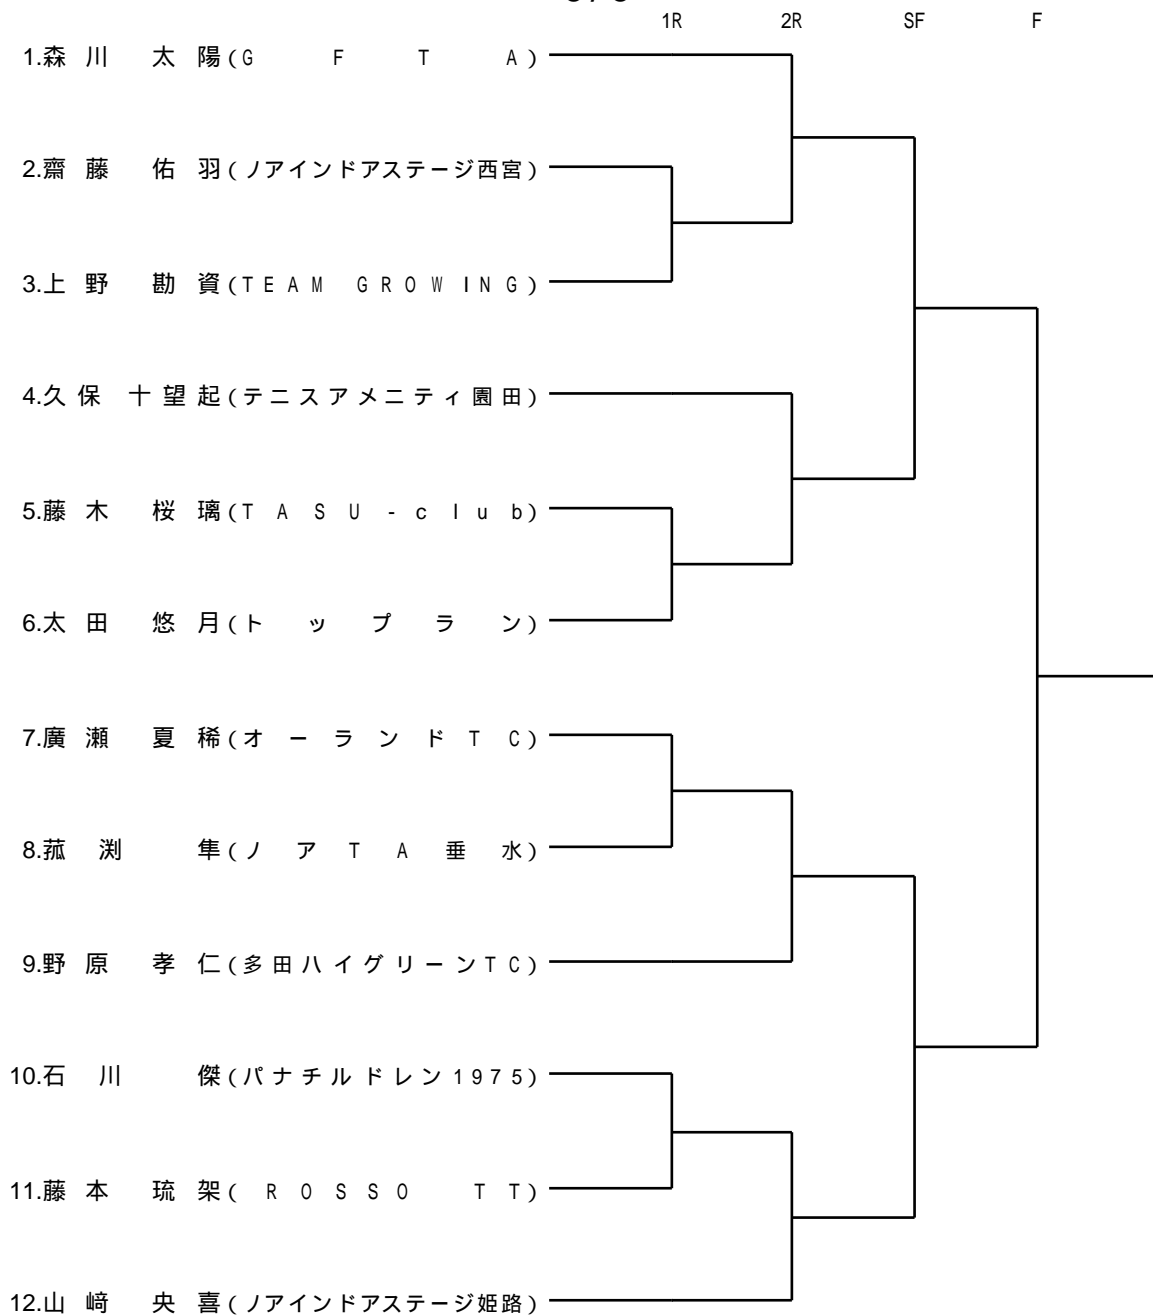 1R 2R SF F
1.森川 太陽(GFTA)
2.齋藤 佑羽(ノアインドアステージ西宮)
3.上野 勘資(TEAM GROWING)
4.久保 十望起(テニスアメニティ園田)
5.藤木 桜璃(TASU-club)
6.太田 悠月(トップラン)
7.廣瀬 夏稀(オーランドTC)
8.菰渕 隼(ノアTA垂水)
9.野原 孝仁(多田ハイグリーンTC)
10.石川 傑(パナチルドレン1975)
11.藤本 琉架(ROSSO TT)
12.山﨑 央喜(ノアインドアステージ姫路)